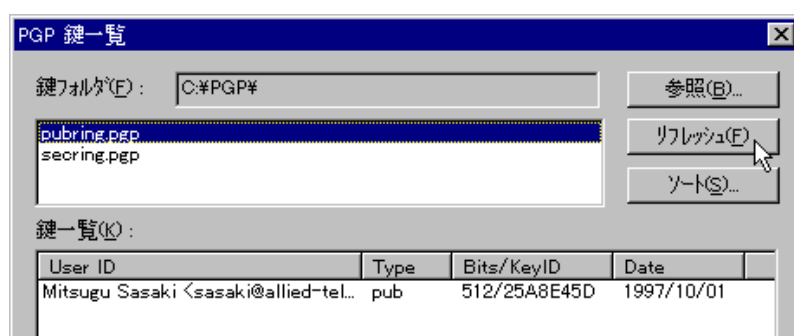 PGP 鍵一覧
鍵フォルダ(F) : C:¥PGP¥ 参照(B)...
pubring.pgp
secring.pgp
リフレッシュ(F)
ソート(S)...
鍵一覧(K) :
User ID Type Bits/KeyID Date
Mitsugu Sasaki <sasaki@allied-tel... pub 512/25A8E45D 1997/10/01